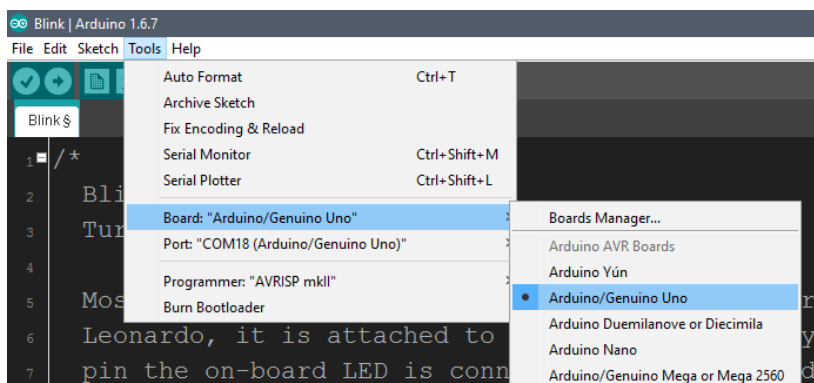 Blink | Arduino 1.6.7
File Edit Sketch Tools Help
Blink §
Auto Format Ctrl+T
Archive Sketch
Fix Encoding & Reload
Serial Monitor Ctrl+Shift+M
Serial Plotter Ctrl+Shift+L
Board: "Arduino/Genuino Uno"
Port: "COM18 (Arduino/Genuino Uno)"
Programmer: "AVRISP mkII"
Burn Bootloader
Boards Manager...
Arduino AVR Boards
Arduino Yún
Arduino/Genuino Uno
Arduino Duemilanove or Diecimila
Arduino Nano
Arduino/Genuino Mega or Mega 2560
1 /*
2 Bli
3 Tur
4
5 Mos
6 Leonardo, it is attached to
7 pin the on-board LED is conn